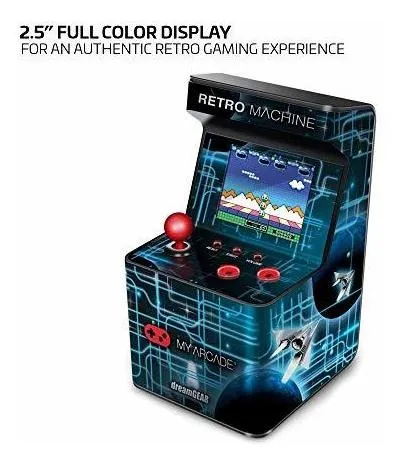 2.5” FULL COLOR DISPLAY
FOR AN AUTHENTIC RETRO GAMING EXPERIENCE
RETRO MACHINE
MY ARCADE
dreamGEAR